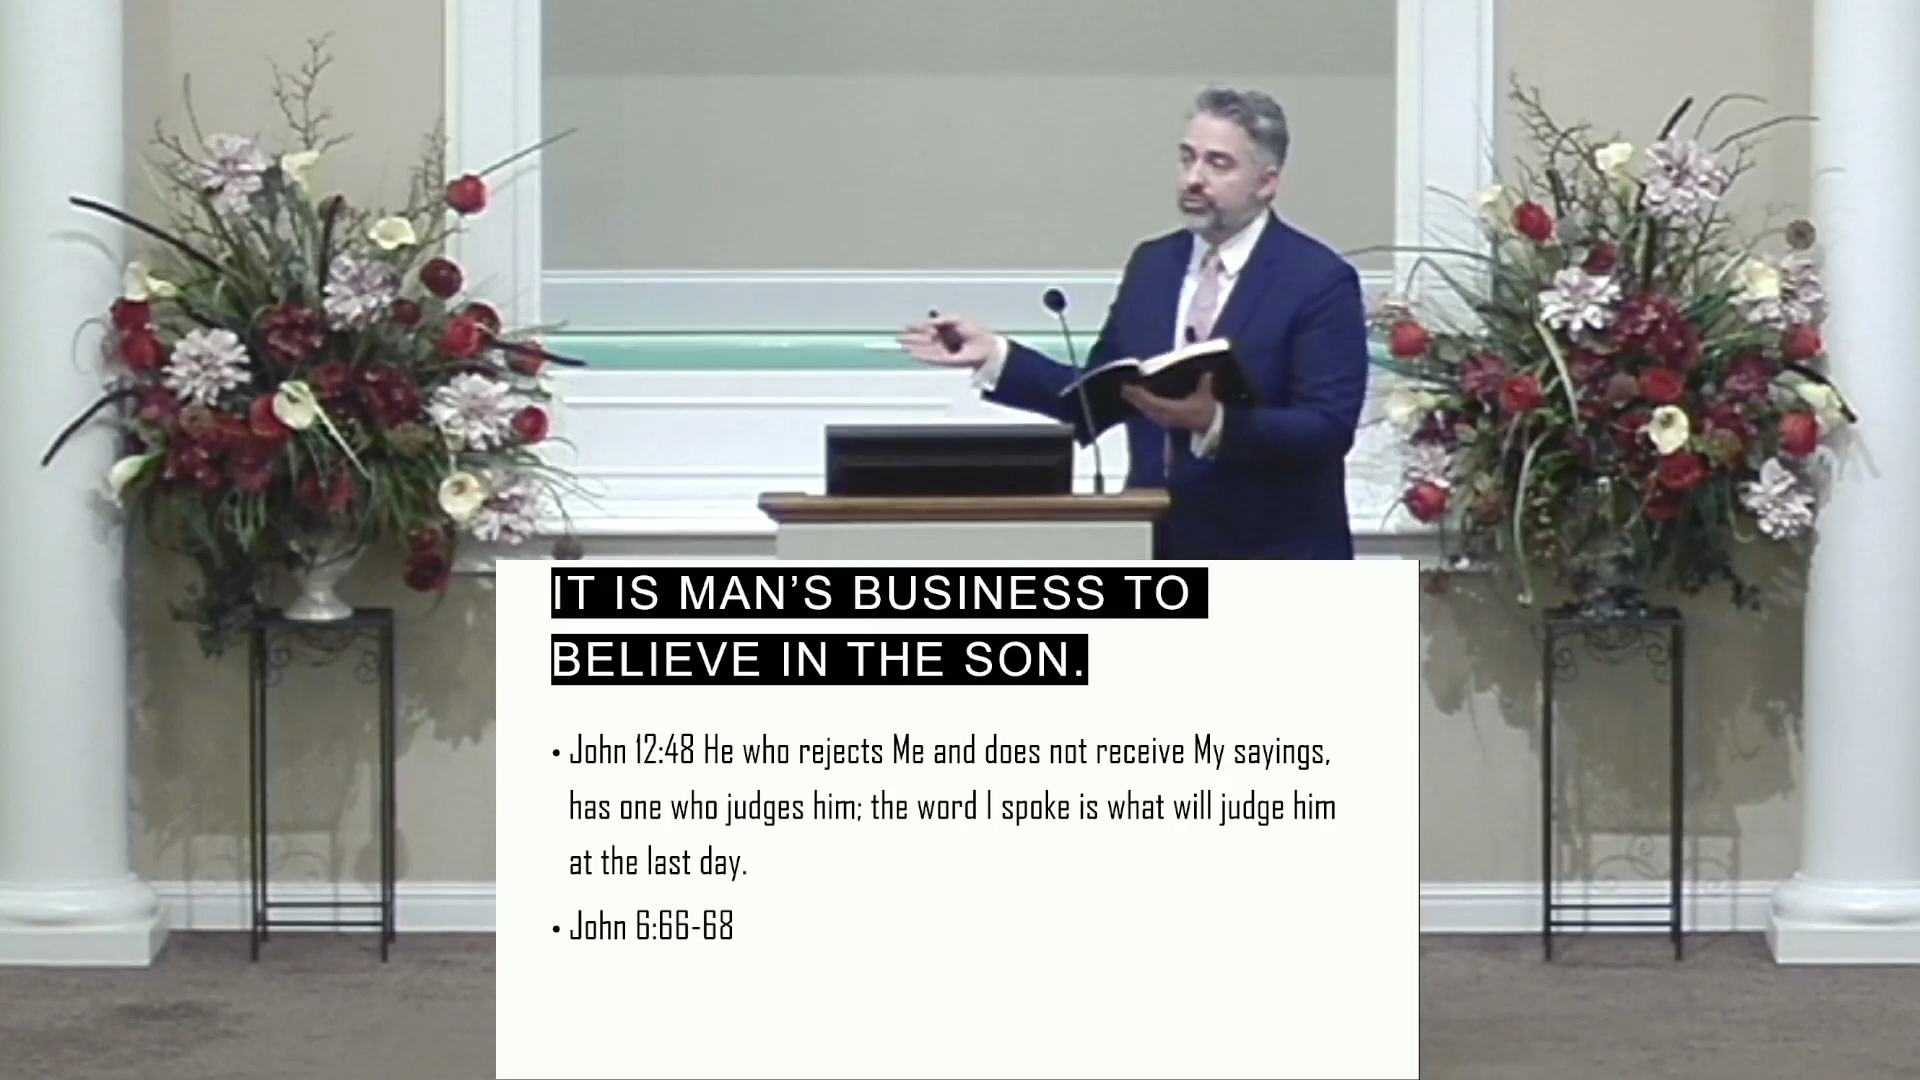 IT IS MAN’S BUSINESS TO
BELIEVE IN THE SON.
• John 12:48 He who rejects Me and does not receive My sayings,
has one who judges him; the word I spoke is what will judge him
at the last day.
• John 6:66-68